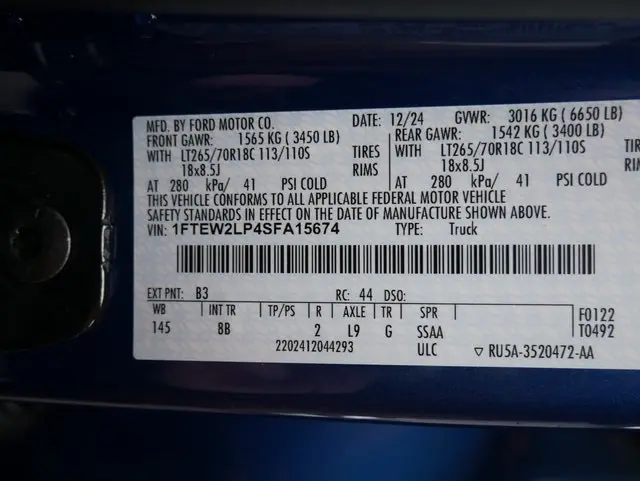 MFD. BY FORD MOTOR CO. DATE: 12/24 GVWR: 3016 KG ( 6650 LB)
FRONT GAWR: 1565 KG ( 3450 LB) REAR GAWR: 1542 KG ( 3400 LB)
WITH LT265/70R18C 113/110S TIRES WITH LT265/70R18C 113/110S TIRE
18x8.5J RIMS 18x8.5J RIMS
AT 280 kPa/ 41 PSI COLD AT 280 kPa/ 41 PSI COLD
THIS VEHICLE CONFORMS TO ALL APPLICABLE FEDERAL MOTOR VEHICLE
SAFETY STANDARDS IN EFFECT ON THE DATE OF MANUFACTURE SHOWN ABOVE.
VIN: 1FTEW2LP4SFA15674 TYPE: Truck
EXT PNT: B3 RC: 44 DSO: F0122
WB INT TR TP/PS R AXLE TR SPR T0492
145 8B 2 L9 G SSAA
2202412044293 ULC ▽ RU5A-3520472-AA